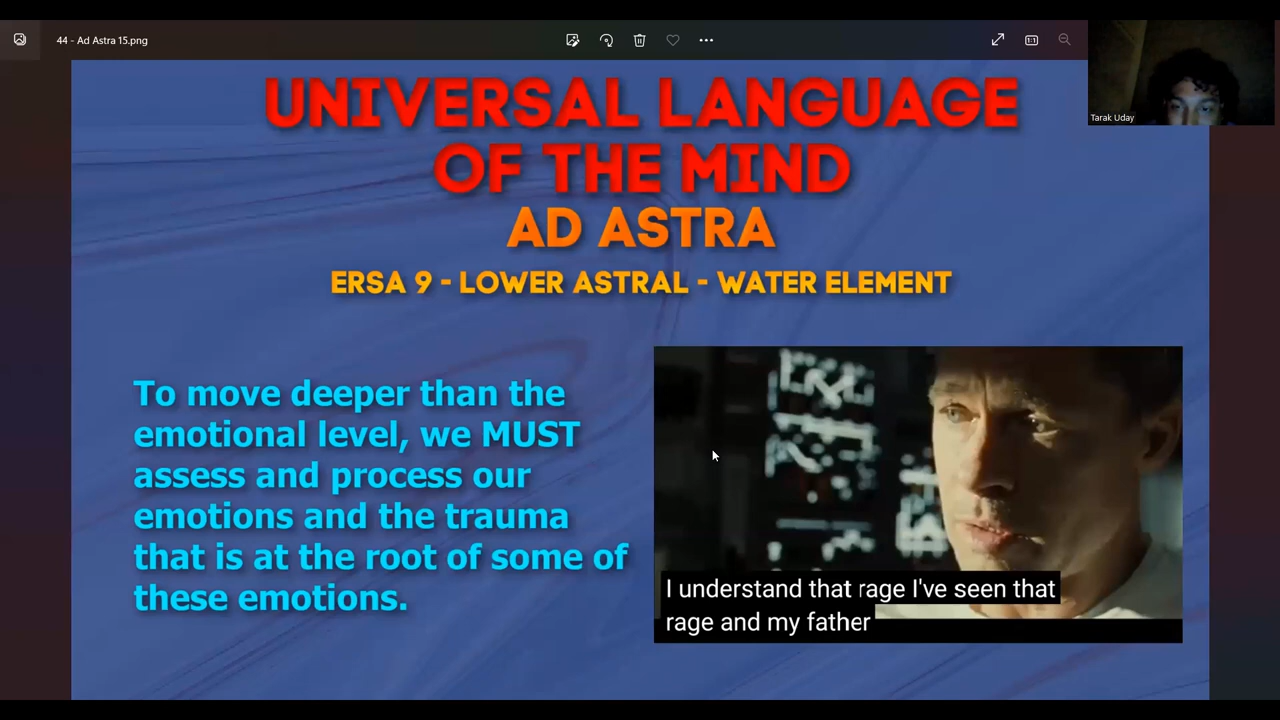 44 - Ad Astra 15.png
Tarak Uday
UNIVERSAL LANGUAGE
OF THE MIND
AD ASTRA
ERSA 9 - LOWER ASTRAL - WATER ELEMENT
To move deeper than the
emotional level, we MUST
assess and process our
emotions and the trauma
that is at the root of some of
these emotions.
I understand that rage I've seen that
rage and my father